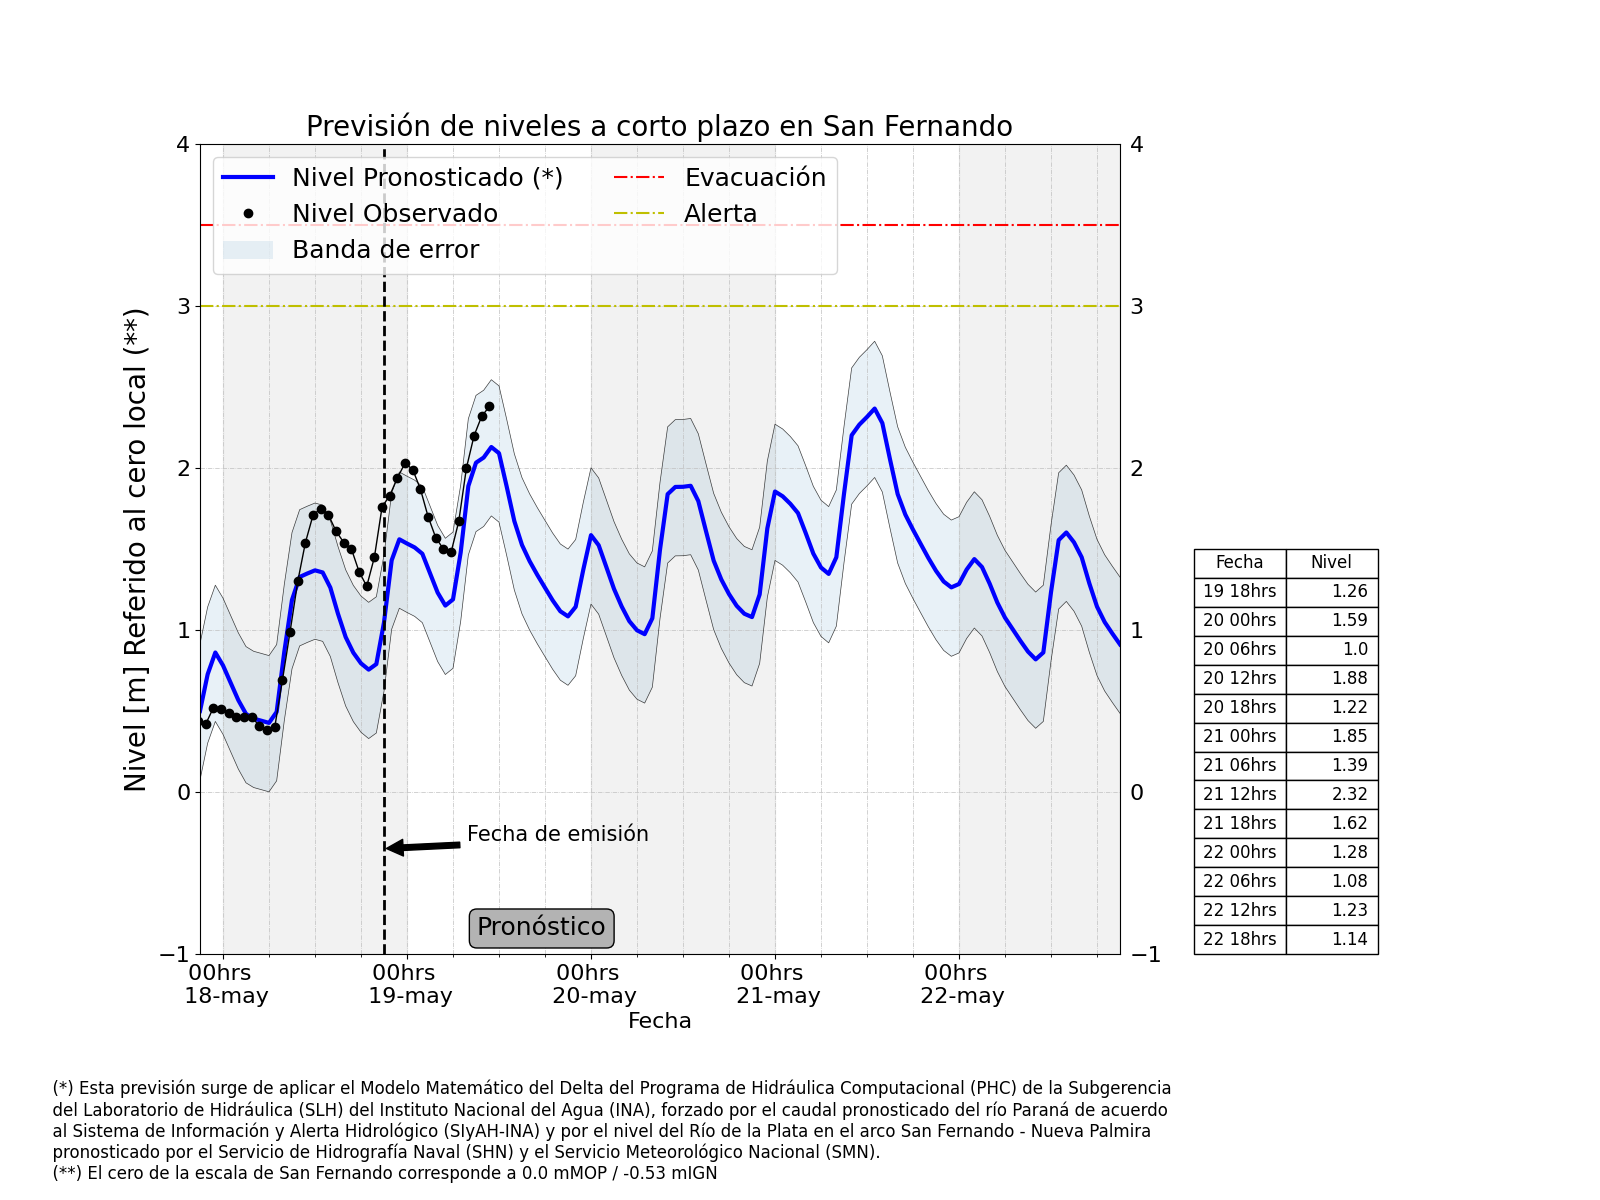 Previsión de niveles a corto plazo en San Fernando
Nivel Pronosticado (*)
Nivel Observado
Banda de error
Evacuación
Alerta
Nivel [m] Referido al cero local (**)
4
3
2
1
0
−1
4
3
2
1
0
−1
Fecha de emisión
Pronóstico
00hrs
18-may
00hrs
19-may
00hrs
20-may
00hrs
21-may
00hrs
22-may
Fecha
Fecha Nivel
19 18hrs 1.26
20 00hrs 1.59
20 06hrs 1.0
20 12hrs 1.88
20 18hrs 1.22
21 00hrs 1.85
21 06hrs 1.39
21 12hrs 2.32
21 18hrs 1.62
22 00hrs 1.28
22 06hrs 1.08
22 12hrs 1.23
22 18hrs 1.14
(*) Esta previsión surge de aplicar el Modelo Matemático del Delta del Programa de Hidráulica Computacional (PHC) de la Subgerencia
del Laboratorio de Hidráulica (SLH) del Instituto Nacional del Agua (INA), forzado por el caudal pronosticado del río Paraná de acuerdo
al Sistema de Información y Alerta Hidrológico (SIyAH-INA) y por el nivel del Río de la Plata en el arco San Fernando - Nueva Palmira
pronosticado por el Servicio de Hidrografía Naval (SHN) y el Servicio Meteorológico Nacional (SMN).
(**) El cero de la escala de San Fernando corresponde a 0.0 mMOP / -0.53 mIGN